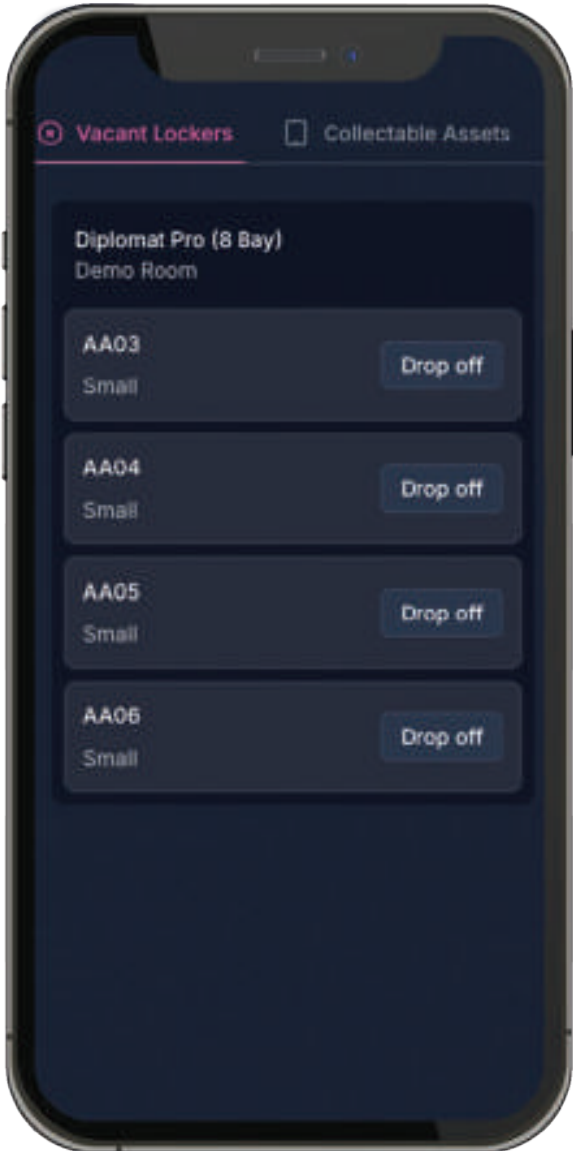 Vacant Lockers
Collectable Assets
Diplomat Pro (8 Bay)
Demo Room
AA03
Small
Drop off
AA04
Small
Drop off
AA05
Small
Drop off
AA06
Small
Drop off